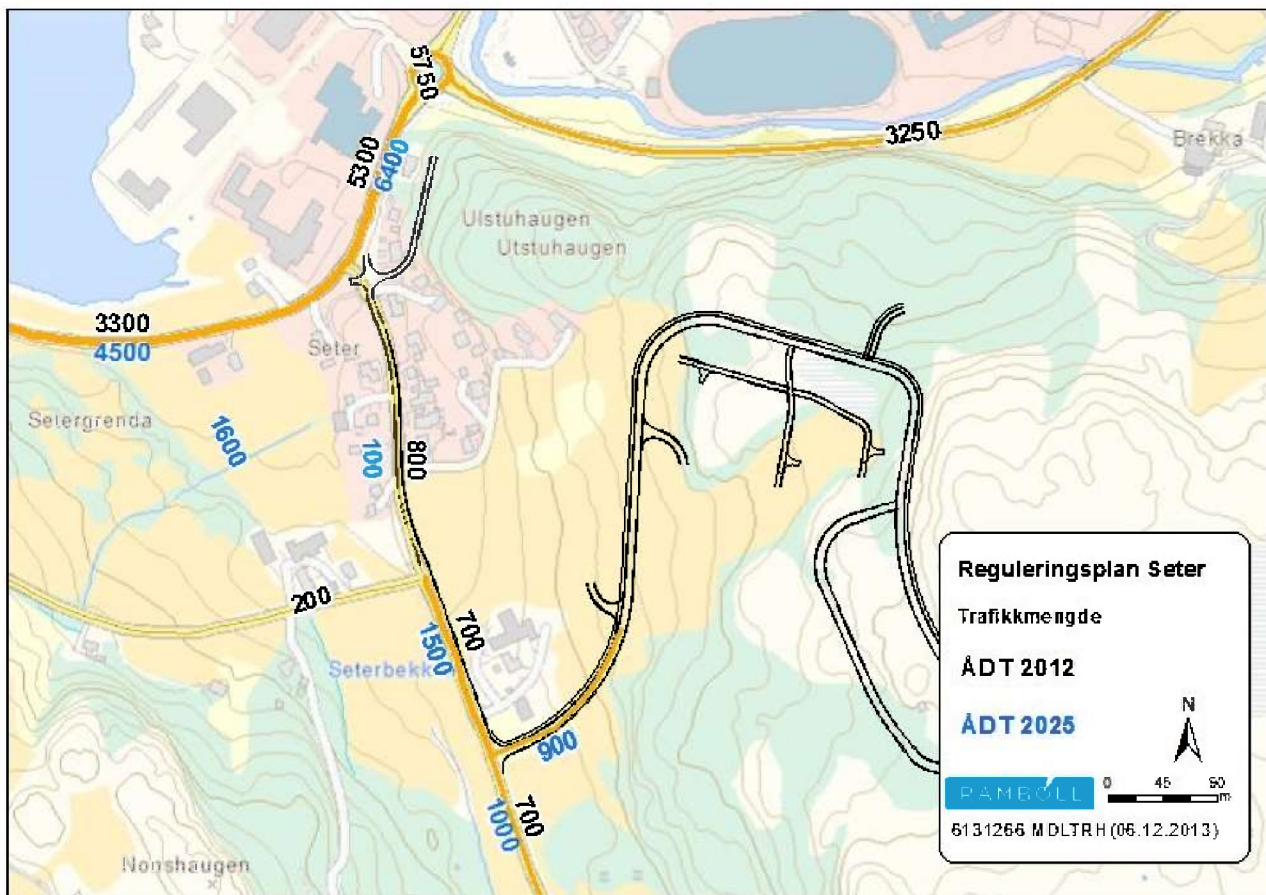 5750
5300
6400
3250
Brekka
Ulstuhaugen
Utstuhaugen
3300
4500
Seter
Setergrenda
1600
100
800
200
700
1500
Seterbekk
900
700
1000
Nonshaugen
Reguleringsplan Seter
Trafikkmengde
ÅDT 2012
ÅDT 2025
N
RAMBOLL
0 45 90
m
6131266 MDLTRH (06.12.2013)